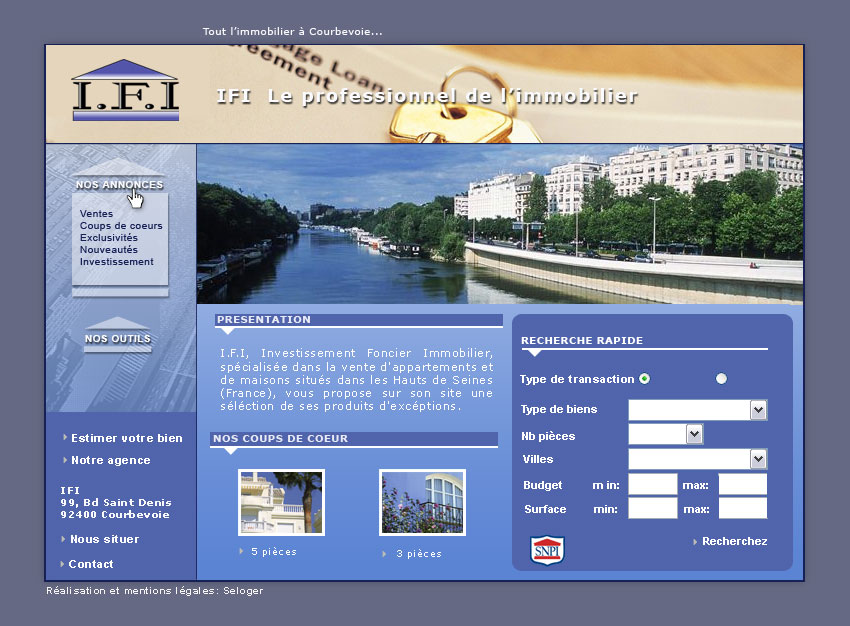 Tout l'immobilier à Courbevoie...
age Loan
reement
I.F.I
IFI Le professionnel de l'immobilier
NOS ANNONCES
Ventes
Coups de coeurs
Exclusivités
Nouveautés
Investissement
NOS OUTILS
Estimer votre bien
Notre agence
IFI
99, Bd Saint Denis
92400 Courbevoie
Nous situer
Contact
PRESENTATION
I.F.I, Investissement Foncier Immobilier,
spécialisée dans la vente d'appartements et
de maisons situés dans les Hauts de Seines
(France), vous propose sur son site une
séléction de ses produits d'excéptions.
NOS COUPS DE COEUR
5 pièces
3 pièces
RECHERCHE RAPIDE
Type de transaction
Type de biens
Nb pièces
Villes
Budget m in: max:
Surface min: max:
SNPI
Recherchez
Réalisation et mentions légales: Seloger